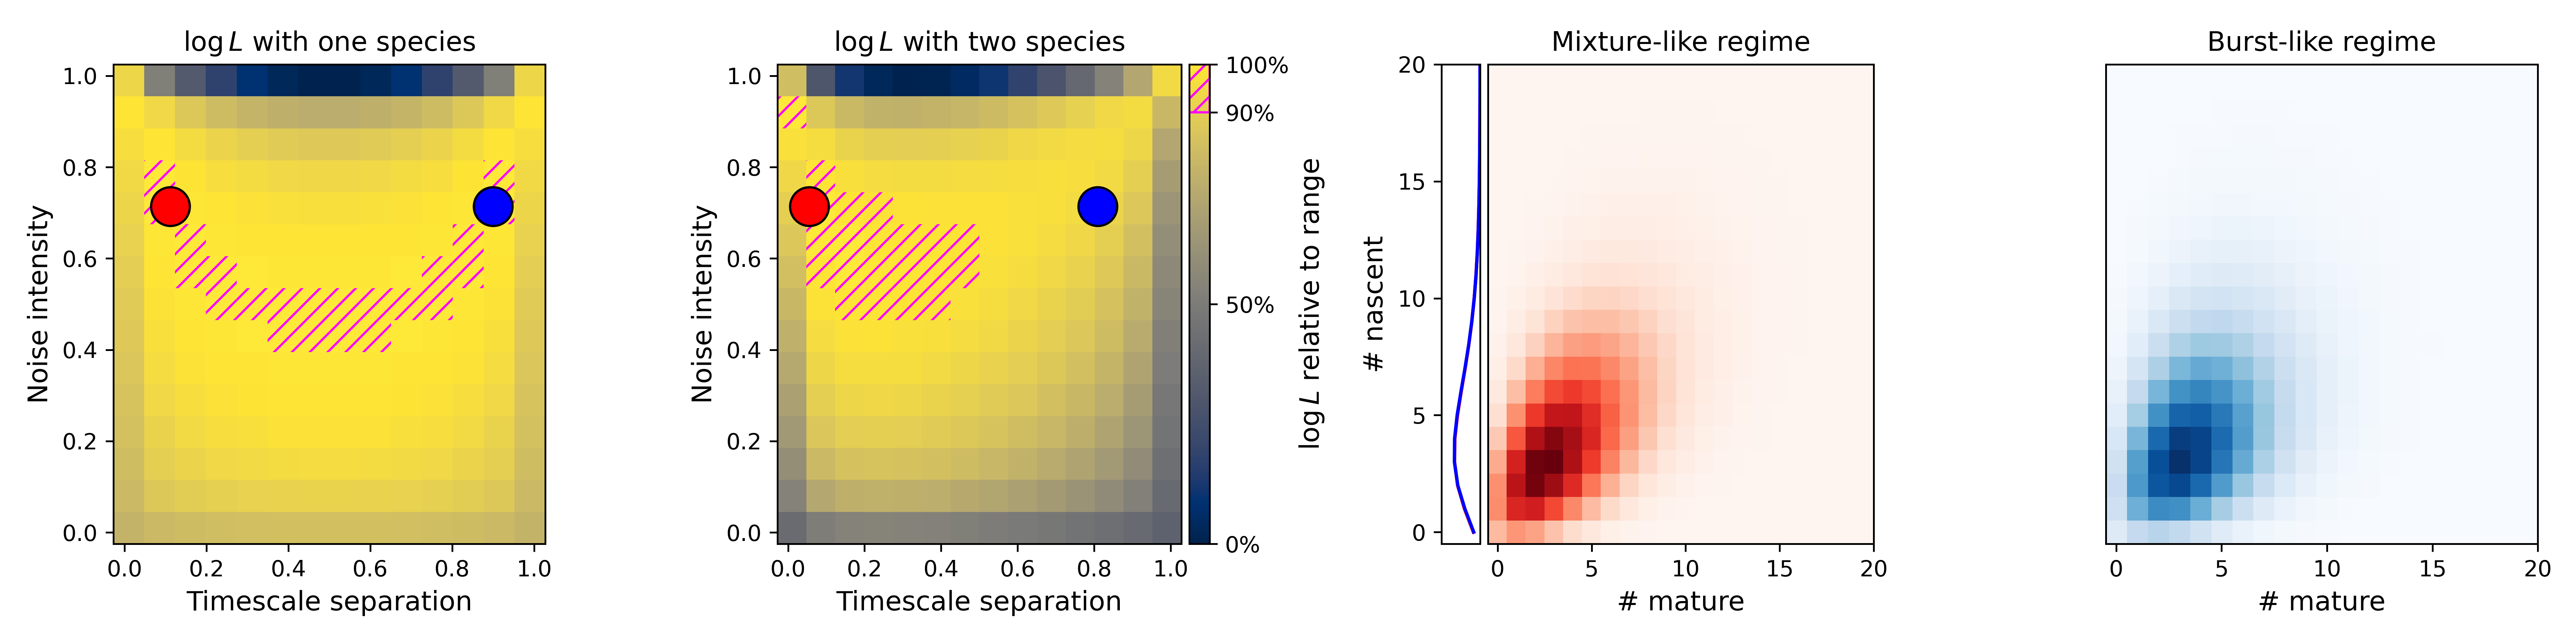 log L with one species
1.0
0.8
0.6
0.4
0.2
0.0
Noise intensity
0.0 0.2 0.4 0.6 0.8 1.0
Timescale separation
log L with two species
1.0
0.8
0.6
0.4
0.2
0.0
Noise intensity
0.0 0.2 0.4 0.6 0.8 1.0
Timescale separation
100%
90%
50%
0%
log L relative to range
Mixture-like regime
20
15
10
5
0
# nascent
0 5 10 15 20
# mature
Burst-like regime
0 5 10 15 20
# mature